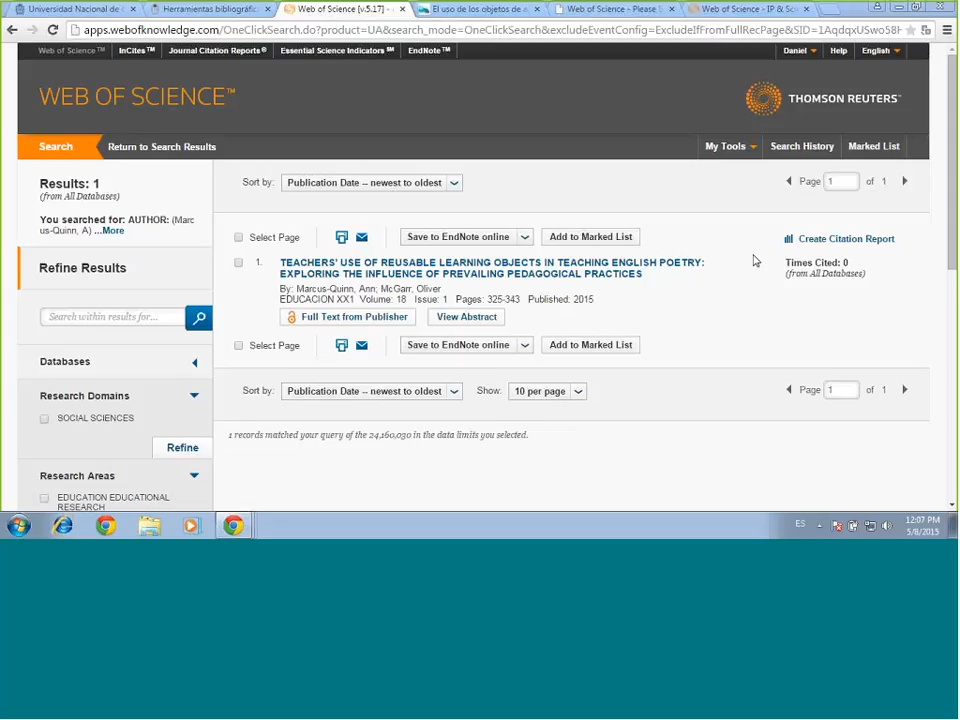 Universidad Nacional de
Herramientas bibliográfic
Web of Science [v.5.17] -
El uso de los objetos de a
Web of Science - Please S
Web of Science - IP & Sc
apps.webofknowledge.com/OneClickSearch.do?product=UA&search_mode=OneClickSearch&excludeEventConfig=ExcludeIfFromFullRecPage&SID=1AqdqxUSwo58H
Web of Science™ InCites™ Journal Citation Reports® Essential Science Indicators™ EndNote™ Daniel Help English
WEB OF SCIENCE™
THOMSON REUTERS™
Search Return to Search Results My Tools Search History Marked List
Results: 1
(from All Databases)
You searched for: AUTHOR: (Marc
us-Quinn, A) ...More
Refine Results
Search within results for...
Databases
Research Domains
SOCIAL SCIENCES
Refine
Research Areas
EDUCATION EDUCATIONAL
RESEARCH
Sort by: Publication Date -- newest to oldest Page 1 of 1
Select Page Save to EndNote online Add to Marked List
Create Citation Report
1. TEACHERS' USE OF REUSABLE LEARNING OBJECTS IN TEACHING ENGLISH POETRY:
EXPLORING THE INFLUENCE OF PREVAILING PEDAGOGICAL PRACTICES
By: Marcus-Quinn, Ann; McGarr, Oliver
EDUCACION XX1 Volume: 18 Issue: 1 Pages: 325-343 Published: 2015
Full Text from Publisher View Abstract
Times Cited: 0
(from All Databases)
Select Page Save to EndNote online Add to Marked List
Sort by: Publication Date -- newest to oldest Show: 10 per page Page 1 of 1
1 records matched your query of the 24,160,030 in the data limits you selected.
ES
12:07 PM
5/8/2015